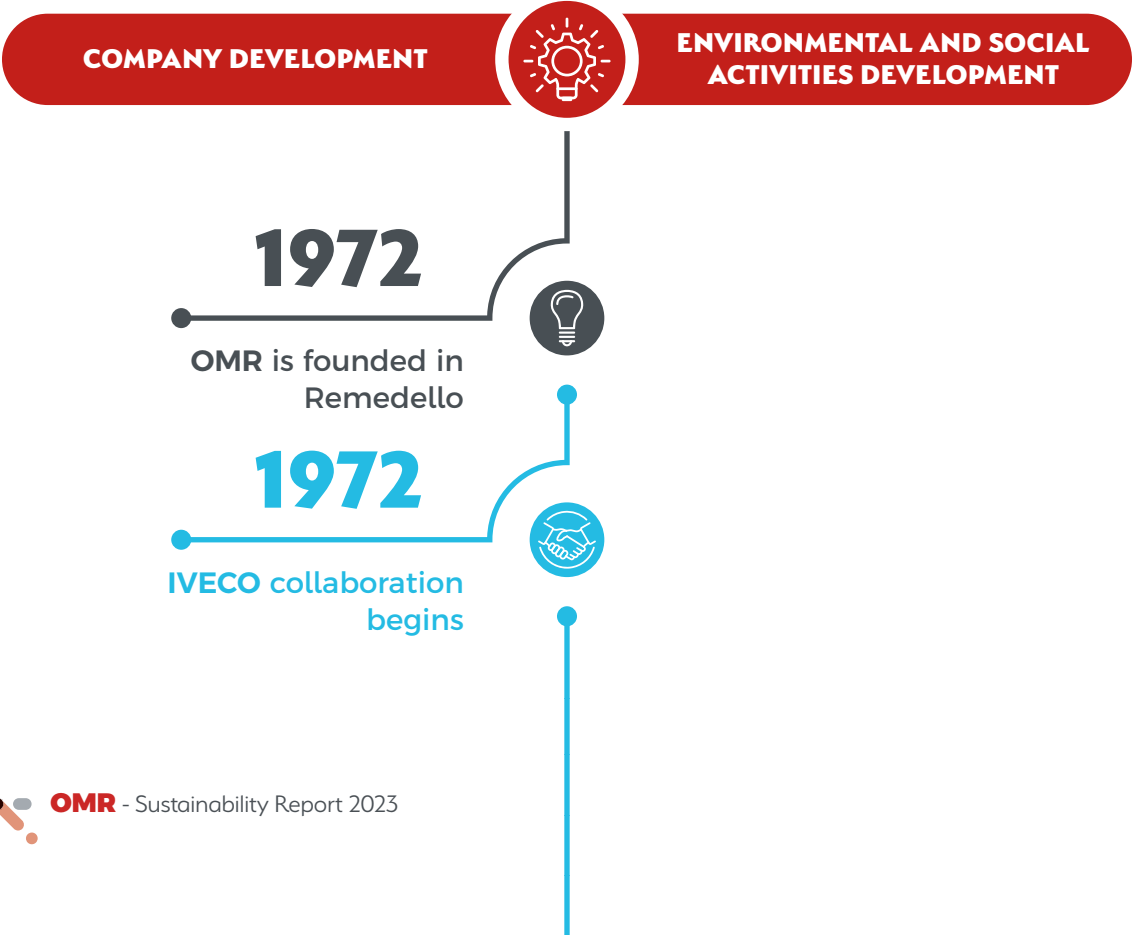 COMPANY DEVELOPMENT
ENVIRONMENTAL AND SOCIAL
ACTIVITIES DEVELOPMENT
1972
OMR is founded in
Remedello
1972
IVECO collaboration
begins
OMR - Sustainability Report 2023